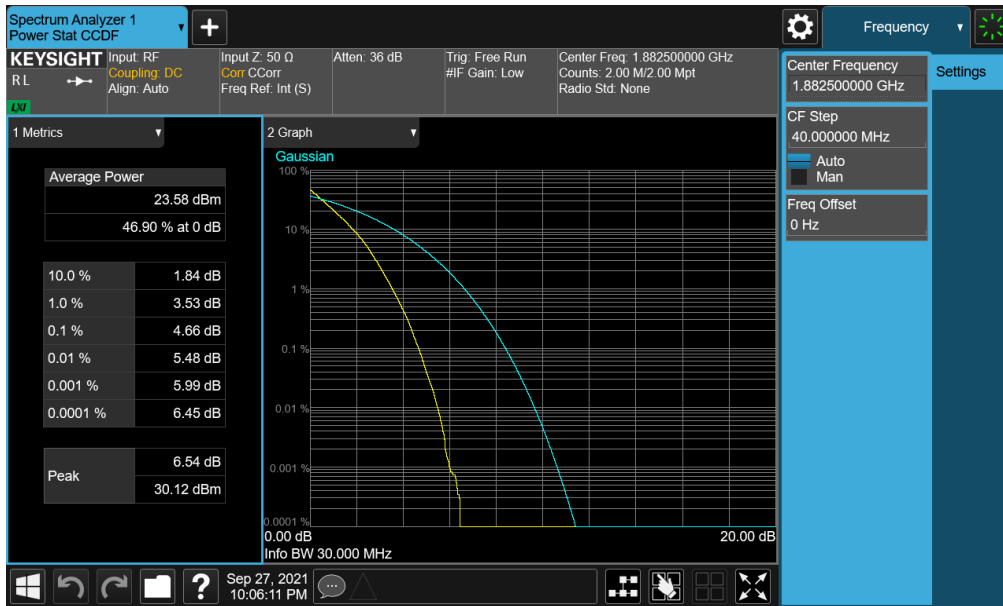 Spectrum Analyzer 1
Power Stat CCDF
Frequency
KEYSIGHT
RL
LXI
Input: RF
Coupling: DC
Align: Auto
Input Z: 50 Ω
Corr CCorr
Freq Ref: Int (S)
Atten: 36 dB
Trig: Free Run
#IF Gain: Low
Center Freq: 1.882500000 GHz
Counts: 2.00 M/2.00 Mpt
Radio Std: None
Center Frequency
1.882500000 GHz
Settings
CF Step
40.000000 MHz
Auto
Man
Freq Offset
0 Hz
1 Metrics
Average Power
23.58 dBm
46.90 % at 0 dB
10.0 % 1.84 dB
1.0 % 3.53 dB
0.1 % 4.66 dB
0.01 % 5.48 dB
0.001 % 5.99 dB
0.0001 % 6.45 dB
Peak
6.54 dB
30.12 dBm
2 Graph
Gaussian
100 %
10 %
1 %
0.1 %
0.01 %
0.001 %
0.0001 %
0.00 dB 20.00 dB
Info BW 30.000 MHz
?
Sep 27, 2021
10:06:11 PM